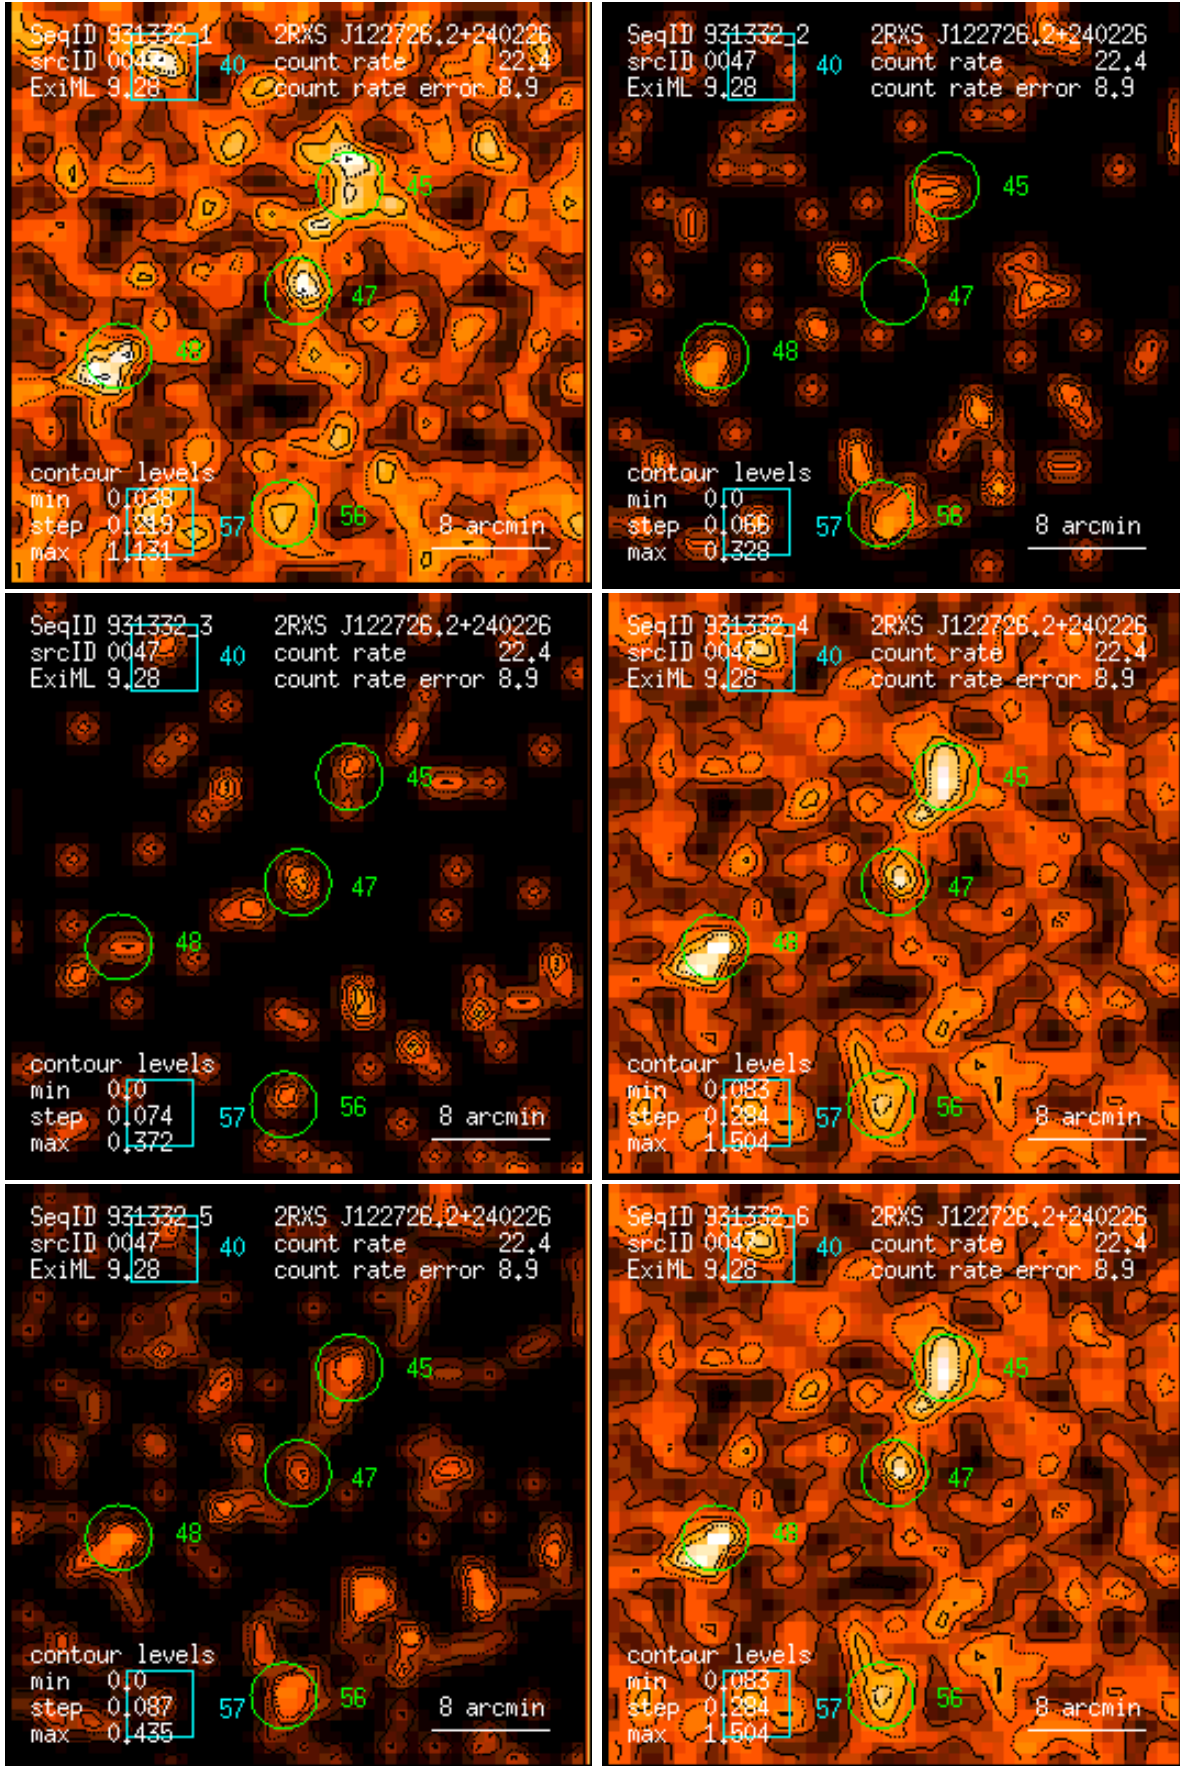 SeqID 931332_1 2RXS J122726.2+240226
srcID 0047 40 count rate 22.4
ExiML 9.28 count rate error 8.9
45
47
48
contour levels
min 0.038
step 0.219 57 56 8 arcmin
max 1.131
SeqID 931332_2 2RXS J122726.2+240226
srcID 0047 40 count rate 22.4
ExiML 9.28 count rate error 8.9
45
47
48
contour levels
min 0.0
step 0.066 57 56 8 arcmin
max 0.328
SeqID 931332_3 2RXS J122726.2+240226
srcID 0047 40 count rate 22.4
ExiML 9.28 count rate error 8.9
45
47
48
contour levels
min 0.0
step 0.074 57 56 8 arcmin
max 0.372
SeqID 931332_4 2RXS J122726.2+240226
srcID 0047 40 count rate 22.4
ExiML 9.28 count rate error 8.9
45
47
48
contour levels
min 0.083
step 0.284 57 56 8 arcmin
max 1.504
SeqID 931332_5 2RXS J122726.2+240226
srcID 0047 40 count rate 22.4
ExiML 9.28 count rate error 8.9
45
47
48
contour levels
min 0.0
step 0.087 57 56 8 arcmin
max 0.435
SeqID 931332_6 2RXS J122726.2+240226
srcID 0047 40 count rate 22.4
ExiML 9.28 count rate error 8.9
45
47
48
contour levels
min 0.083
step 0.284 57 56 8 arcmin
max 1.504